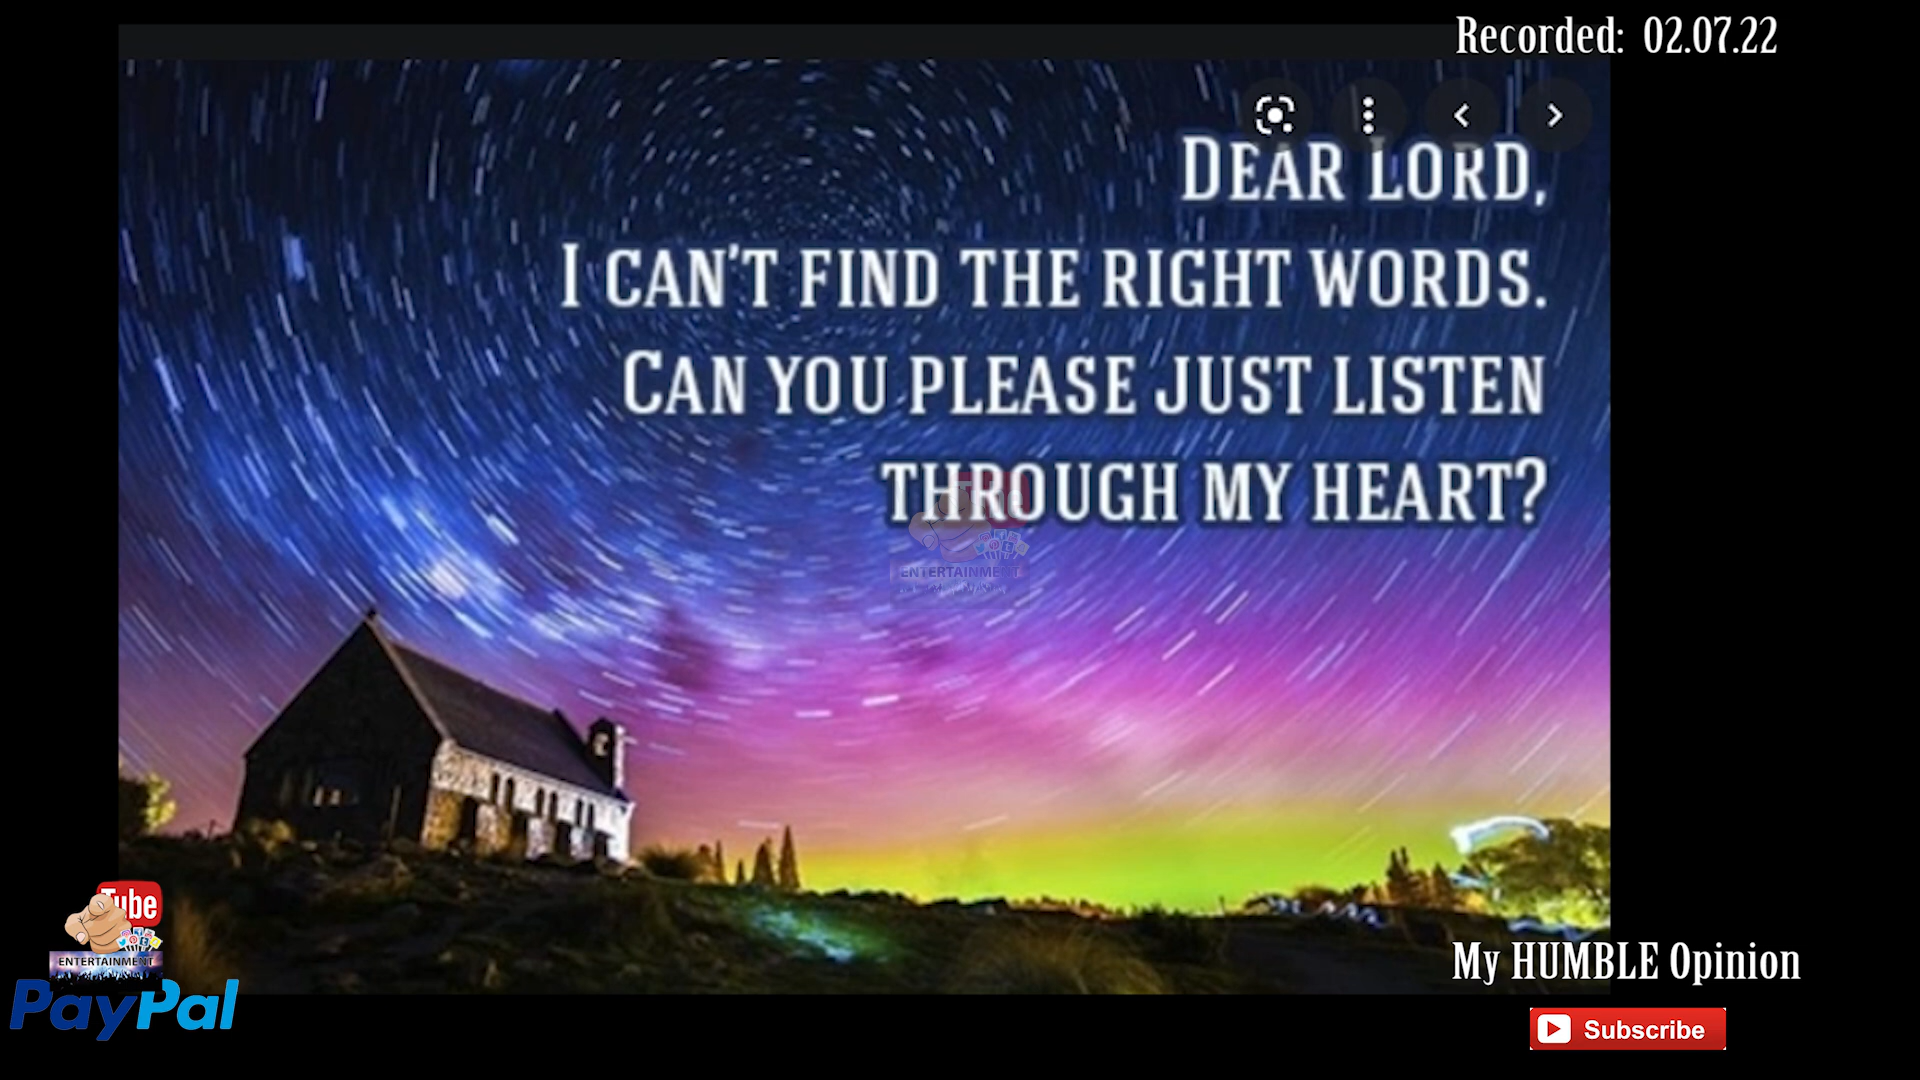 Recorded: 02.07.22
DEAR LORD,
I CAN'T FIND THE RIGHT WORDS.
CAN YOU PLEASE JUST LISTEN
THROUGH MY HEART?
Tube
ENTERTAINMENT
Tube
ENTERTAINMENT
PayPal
My HUMBLE Opinion
Subscribe